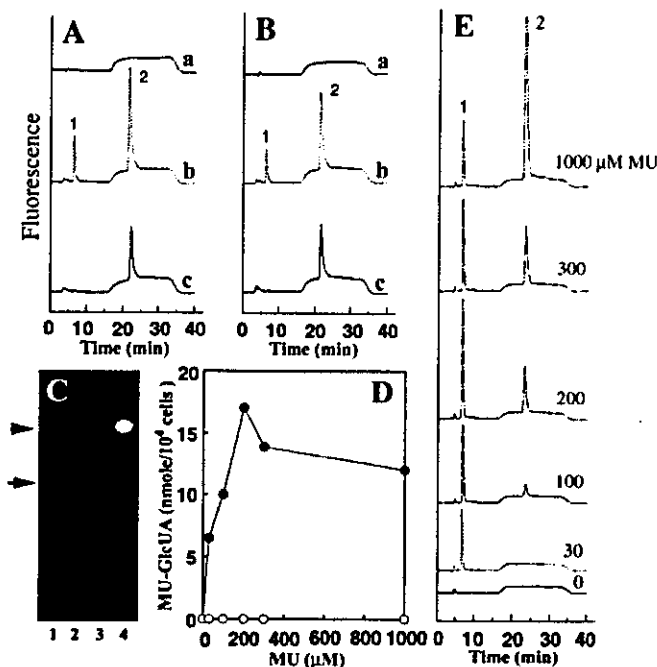 A
a
2
1
b
c
Fluorescence
0 10 20 30 40
Time (min)
B
a
2
1
b
c
0 10 20 30 40
Time (min)
E
2
1
1000 μM MU
300
200
100
30
0
0 10 20 30 40
Time (min)
C
1 2 3 4
D
MU-GlcUA (nmole/10⁴ cells)
20
15
10
5
0
0 200 400 600 800 1000
MU (μM)